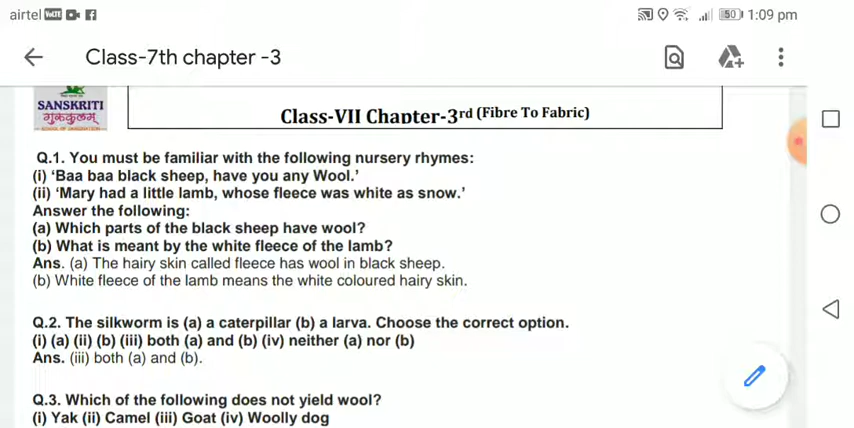 airtel VoLTE 50 1:09 pm
Class-7th chapter -3
SANSKRITI
गुरुकुलम्
Class-VII Chapter-3rd (Fibre To Fabric)
Q.1. You must be familiar with the following nursery rhymes:
(i) ‘Baa baa black sheep, have you any Wool.’
(ii) ‘Mary had a little lamb, whose fleece was white as snow.’
Answer the following:
(a) Which parts of the black sheep have wool?
(b) What is meant by the white fleece of the lamb?
Ans. (a) The hairy skin called fleece has wool in black sheep.
(b) White fleece of the lamb means the white coloured hairy skin.
Q.2. The silkworm is (a) a caterpillar (b) a larva. Choose the correct option.
(i) (a) (ii) (b) (iii) both (a) and (b) (iv) neither (a) nor (b)
Ans. (iii) both (a) and (b).
Q.3. Which of the following does not yield wool?
(i) Yak (ii) Camel (iii) Goat (iv) Woolly dog